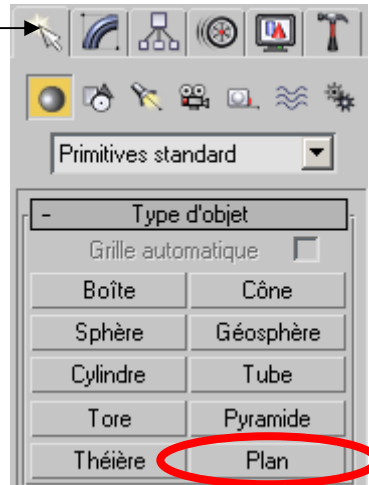 Primitives standard
- Type d'objet
Grille automatique
Boîte Cône
Sphère Géosphère
Cylindre Tube
Tore Pyramide
Théière Plan